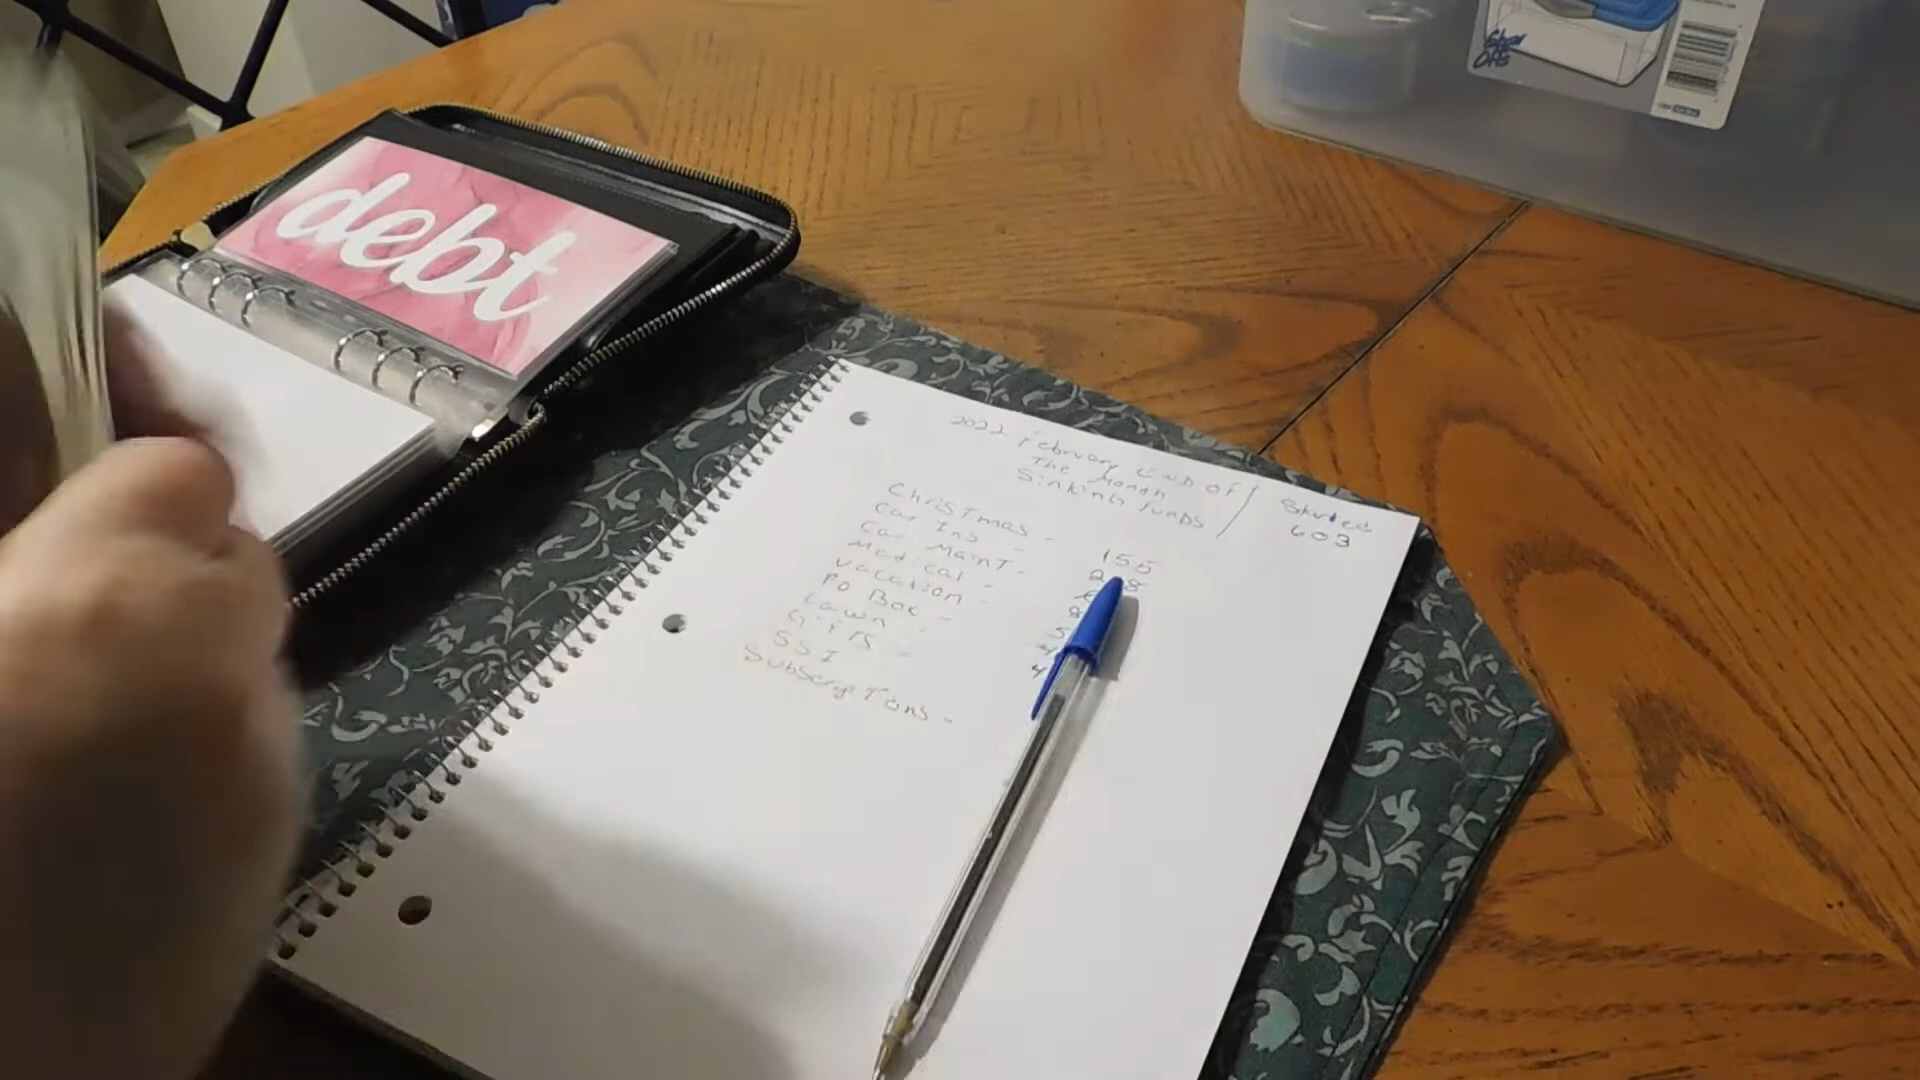 debt
2022 February End of
The Month
Sinking Funds
Started
603
Christmas - 155
Car Ins -
Car Maint -
Medical -
Vacation -
PO Box -
Lawn -
Gifts -
SSI
Subscriptions -